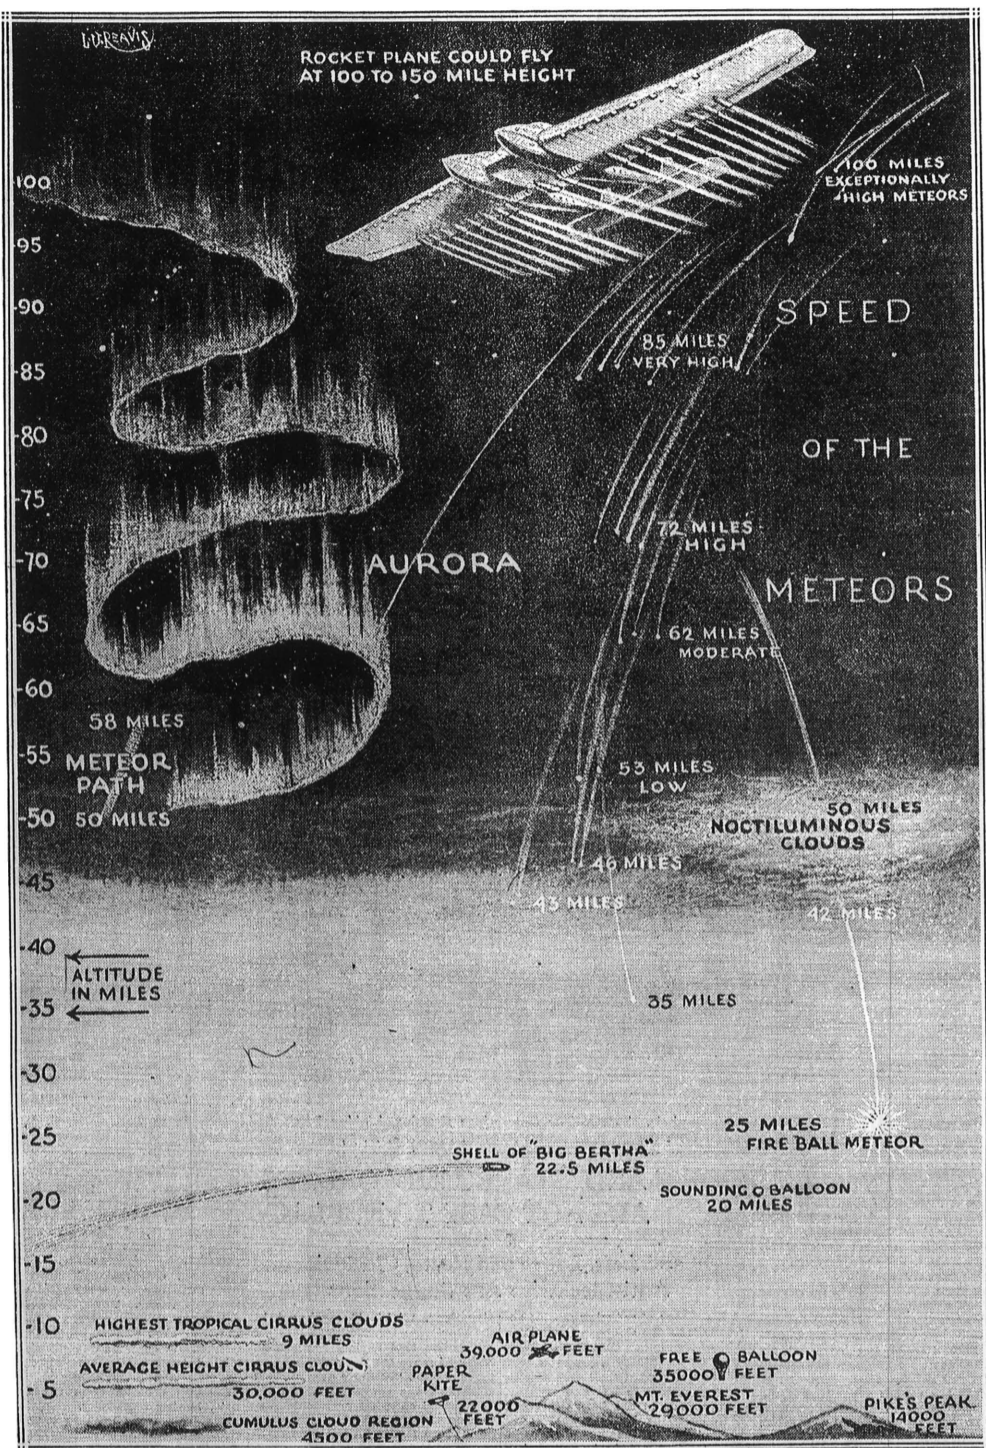 L.D.REAVIS
ROCKET PLANE COULD FLY
AT 100 TO 150 MILE HEIGHT
100 MILES
EXCEPTIONALLY
HIGH METEORS
SPEED
OF THE
METEORS
85 MILES
VERY HIGH
72 MILES
HIGH
62 MILES
MODERATE
53 MILES
LOW
46 MILES
43 MILES
35 MILES
AURORA
58 MILES
METEOR
PATH
50 MILES
50 MILES
NOCTILUMINOUS
CLOUDS
42 MILES
25 MILES
FIRE BALL METEOR
SHELL OF "BIG BERTHA"
22.5 MILES
SOUNDING BALLOON
20 MILES
100
95
90
85
80
75
70
65
60
55
50
45
40
ALTITUDE
IN MILES
35
30
25
20
15
10
5
HIGHEST TROPICAL CIRRUS CLOUDS
9 MILES
AVERAGE HEIGHT CIRRUS
30,000 FEET
CUMULUS CLOUD REGION
4500 FEET
AIR PLANE
39,000 FEET
PAPER
KITE
22000
FEET
FREE BALLOON
35000 FEET
MT. EVEREST
29000 FEET
PIKE'S PEAK
14000
FEET